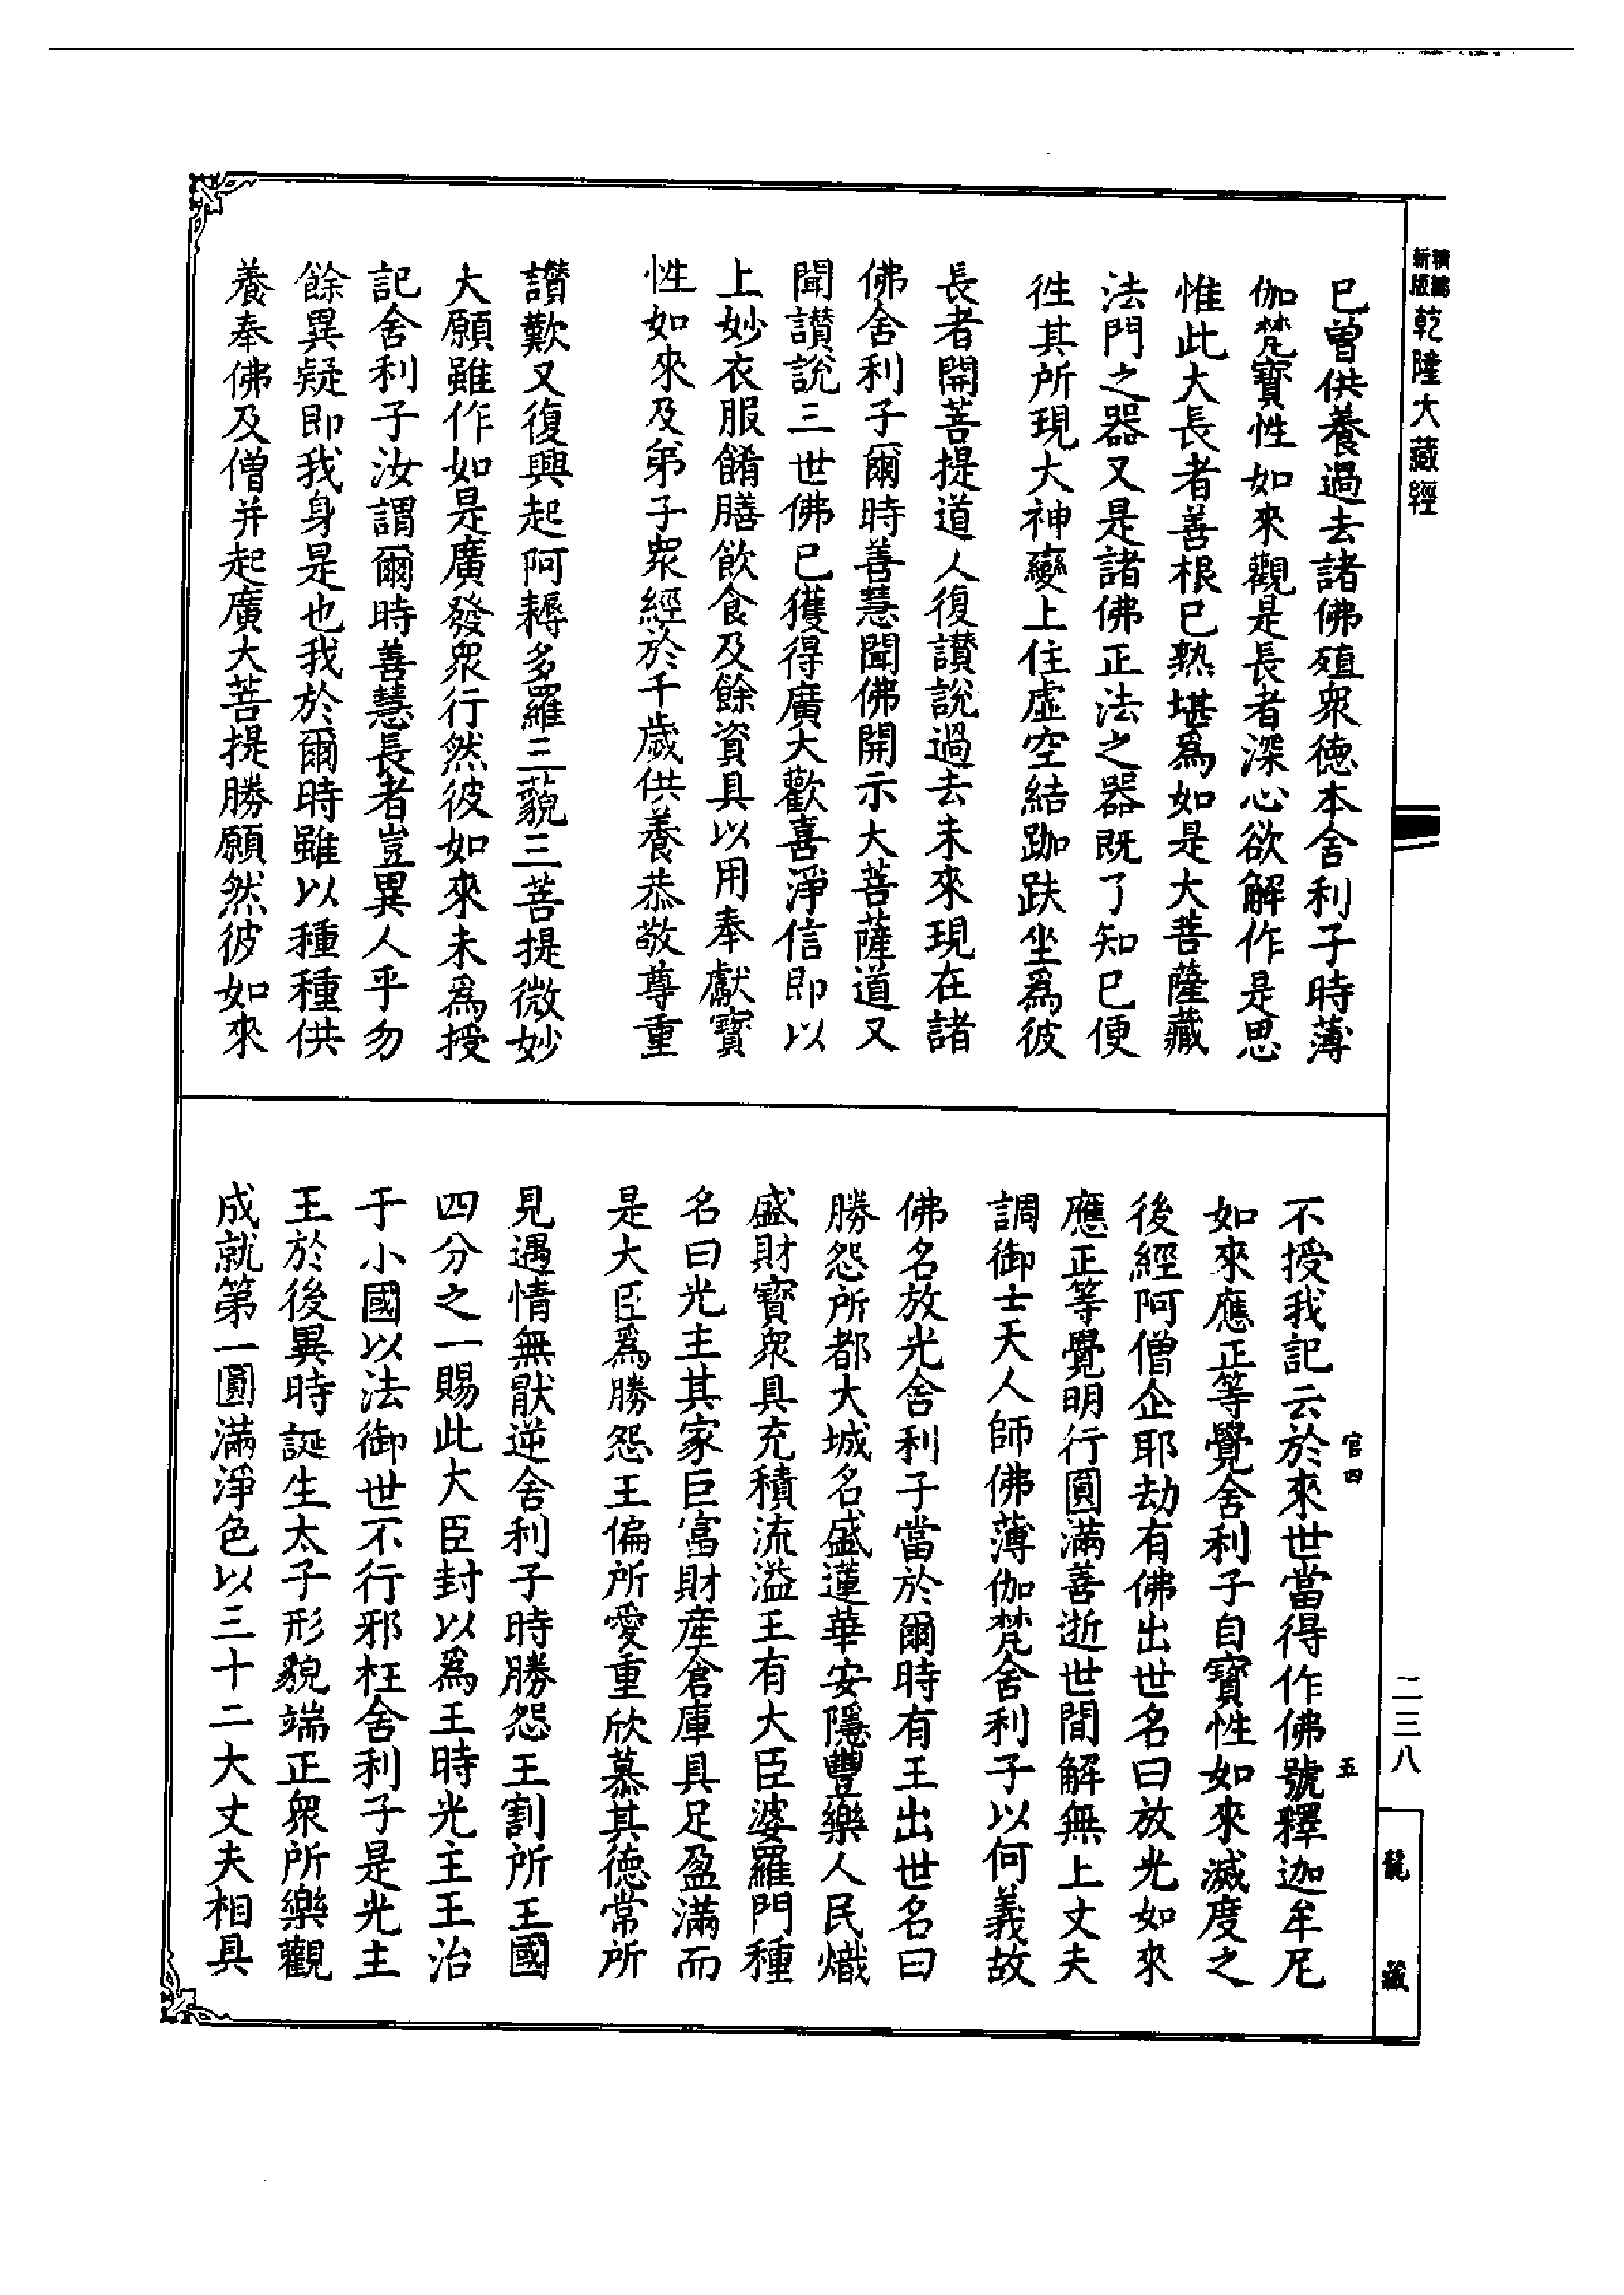 新版
精編
乾隆大藏經
巳曾供養過去諸佛殖衆德本舍利子時薄
伽梵寶性如來觀是長者深心欲解作是思
惟此大長者善根巳熟堪爲如是大菩薩藏
法門之器又是諸佛正法之器既了知巳便
徃其所現大神變上住虛空結跏趺坐爲彼
長者開菩提道人復讃說過去未來現在諸
佛舍利子爾時善慧聞佛開示大菩薩道又
聞讃說三世佛巳獲得廣大歡喜淨信即以
上妙衣服餚膳飲食及餘資具以用奉獻寶
性如來及弟子衆經於千歲供養恭敬尊重
讃歎又復興起阿耨多羅三藐三菩提微妙
大願雖作如是廣發衆行然彼如來未爲授
記舍利子汝謂爾時善慧長者豈異人乎勿
餘異疑即我身是也我於爾時雖以種種供
養奉佛及僧并起廣大菩提勝願然彼如來
官四
五
不授我記云於來世當得作佛號釋迦牟尼
如來應正等覺舍利子自寶性如來滅度之
後經阿僧企耶劫有佛出世名曰放光如來
應正等覺明行圓滿善逝世間解無上丈夫
調御士天人師佛薄伽梵舍利子以何義故
佛名放光舍利子當於爾時有王出世名曰
勝怨所都大城名盛蓮華安隱豐樂人民熾
盛財寶衆具充積流溢王有大臣婆羅門種
名曰光主其家巨富財産倉庫具足盈滿而
是大臣爲勝怨王偏所愛重欣慕其德常所
見遇情無猒逆舍利子時勝怨王割所王國
四分之一賜此大臣封以爲王時光主王治
于小國以法御世不行邪枉舍利子是光主
王於後異時誕生太子形貌端正衆所樂觀
成就第一圓滿淨色以三十二大丈夫相具
二三八
龍藏